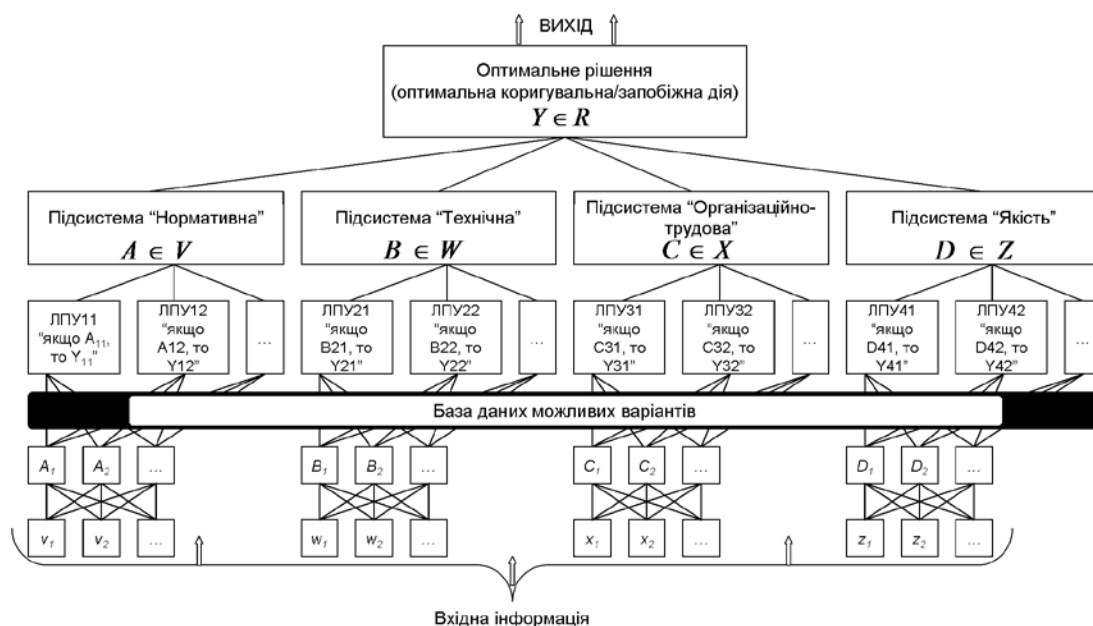 ВИХІД
Оптимальне рішення
(оптимальна коригувальна/запобіжна дія)
Y ∈ R
Підсистема “Нормативна”
A ∈ V
Підсистема “Технічна”
B ∈ W
Підсистема “Організаційно-
трудова”
C ∈ X
Підсистема “Якість”
D ∈ Z
ЛПУ11
“якщо A₁₁,
то Y₁₁”
ЛПУ12
“якщо
A12, то
Y12”
...
ЛПУ21
“якщо
B21, то
Y21”
ЛПУ22
“якщо
B22, то
Y22”
...
ЛПУ31
“якщо
C31, то
Y31”
ЛПУ32
“якщо
C32, то
Y32”
...
ЛПУ41
“якщо
D41, то
Y41”
ЛПУ42
“якщо
D42, то
Y42”
...
База даних можливих варіантів
A₁ A₂ ... B₁ B₂ ... C₁ C₂ ... D₁ D₂ ...
v₁ v₂ ... w₁ w₂ ... x₁ x₂ ... z₁ z₂ ...
Вхідна інформація